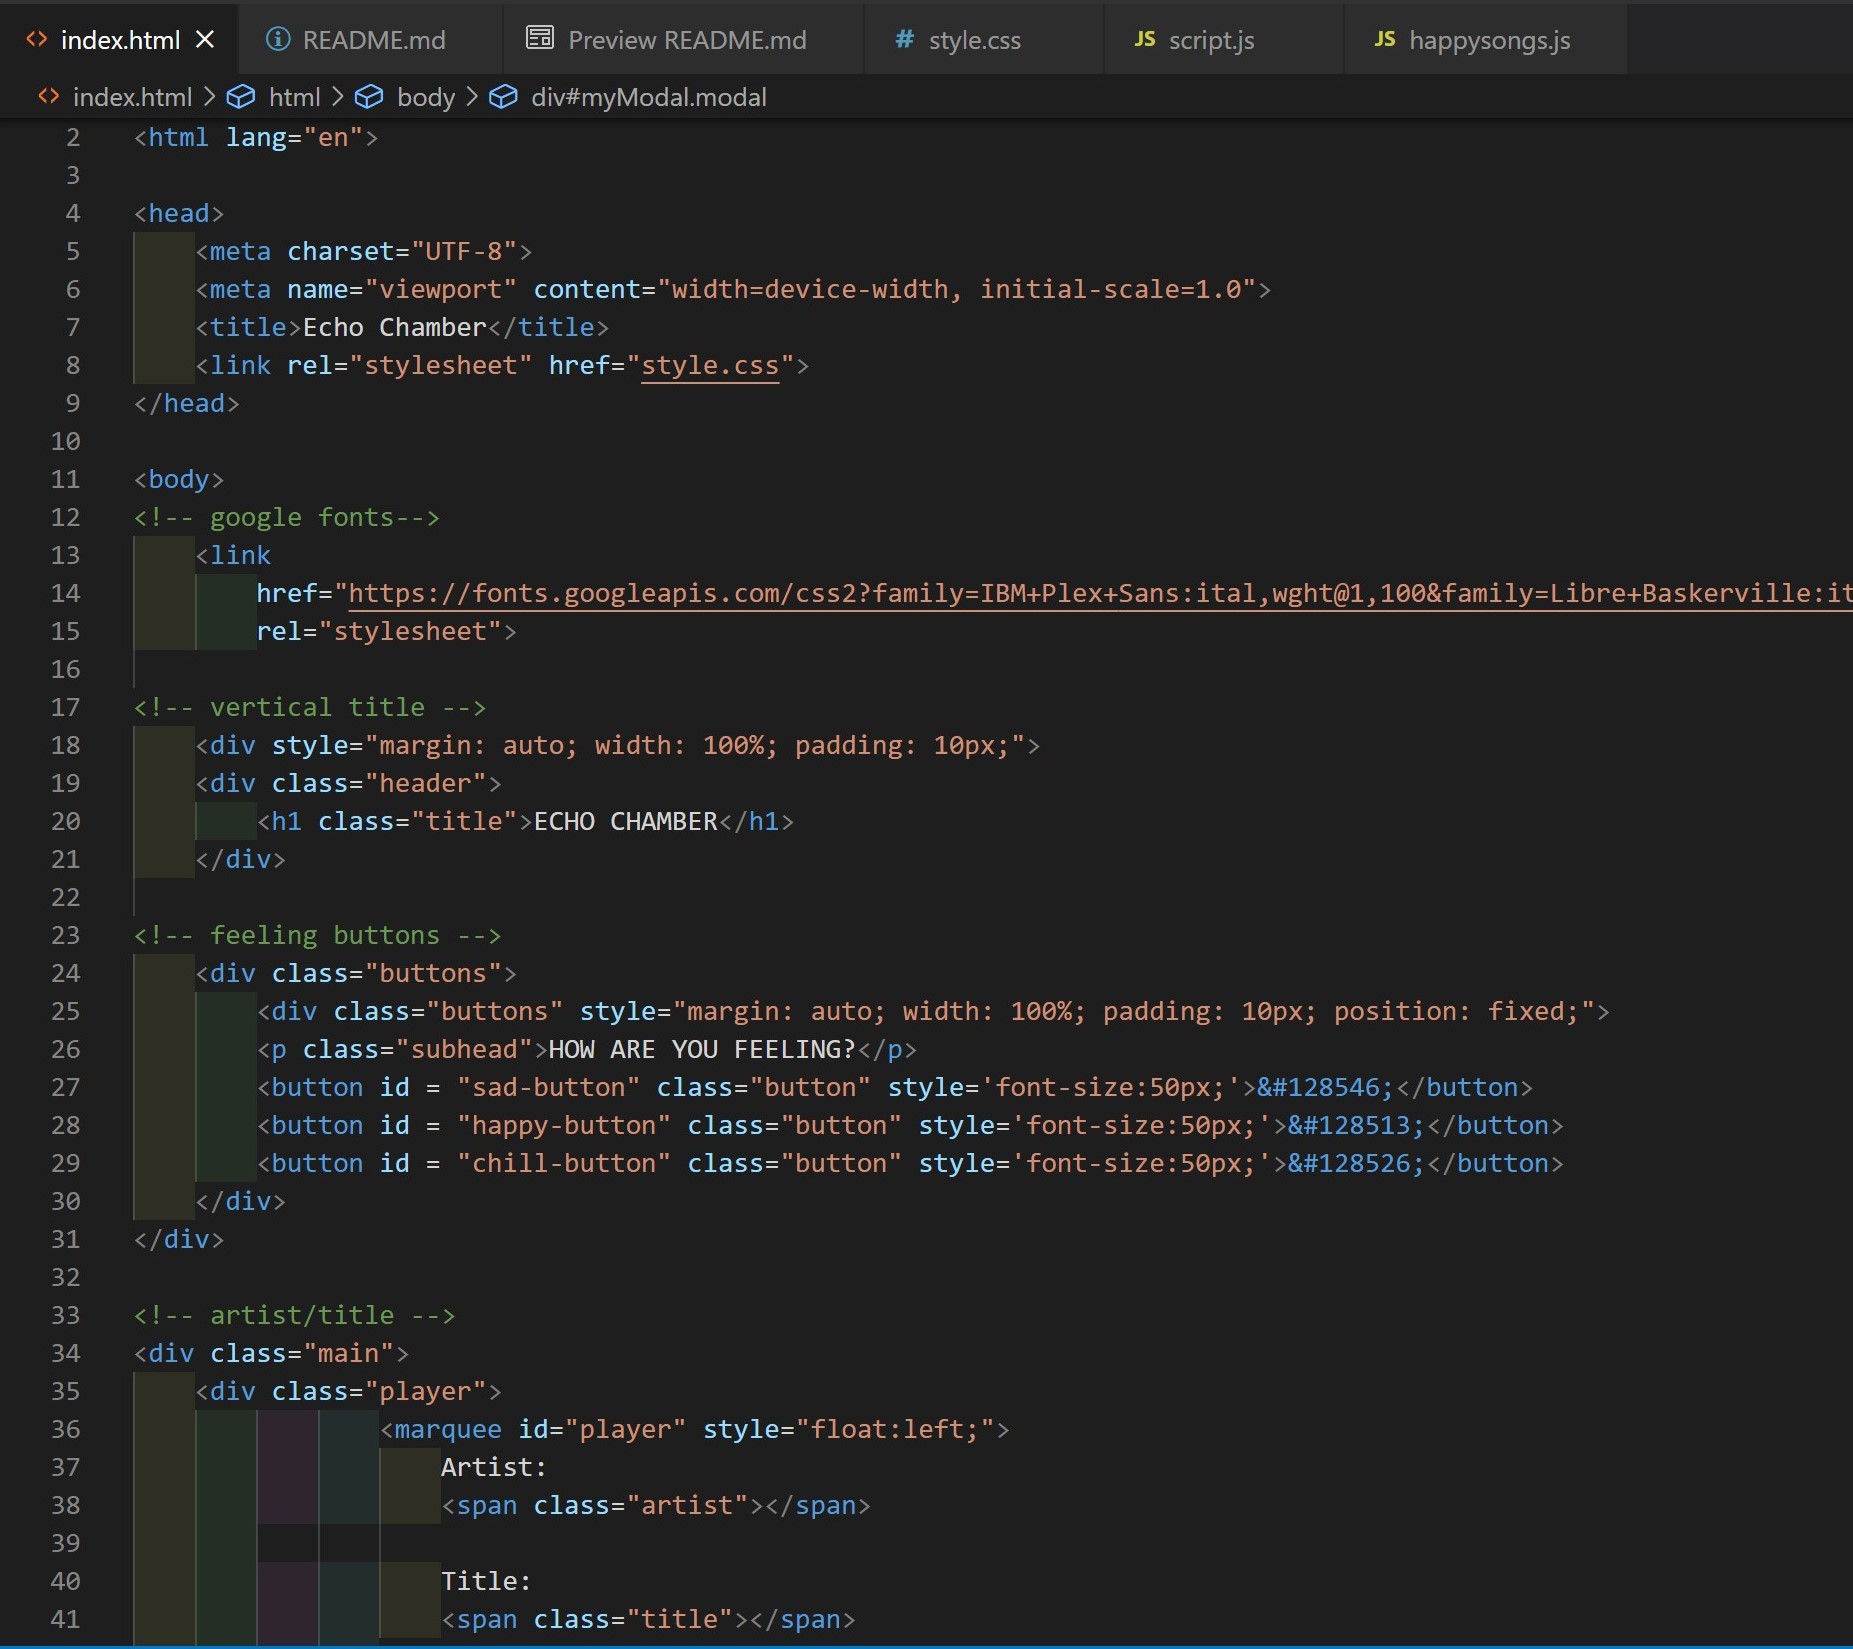 index.html README.md Preview README.md # style.css JS script.js JS happysongs.js
index.html > html > body > div#myModal.modal
2 <html lang="en">
3
4 <head>
5 <meta charset="UTF-8">
6 <meta name="viewport" content="width=device-width, initial-scale=1.0">
7 <title>Echo Chamber</title>
8 <link rel="stylesheet" href="style.css">
9 </head>
10
11 <body>
12 <!-- google fonts-->
13 <link
14 href="https://fonts.googleapis.com/css2?family=IBM+Plex+Sans:ital,wght@1,100&family=Libre+Baskerville:it
15 rel="stylesheet">
16
17 <!-- vertical title -->
18 <div style="margin: auto; width: 100%; padding: 10px;">
19 <div class="header">
20 <h1 class="title">ECHO CHAMBER</h1>
21 </div>
22
23 <!-- feeling buttons -->
24 <div class="buttons">
25 <div class="buttons" style="margin: auto; width: 100%; padding: 10px; position: fixed;">
26 <p class="subhead">HOW ARE YOU FEELING?</p>
27 <button id = "sad-button" class="button" style='font-size:50px;'>&#128546;</button>
28 <button id = "happy-button" class="button" style='font-size:50px;'>&#128513;</button>
29 <button id = "chill-button" class="button" style='font-size:50px;'>&#128526;</button>
30 </div>
31 </div>
32
33 <!-- artist/title -->
34 <div class="main">
35 <div class="player">
36 <marquee id="player" style="float:left;">
37 Artist:
38 <span class="artist"></span>
39
40 Title:
41 <span class="title"></span>